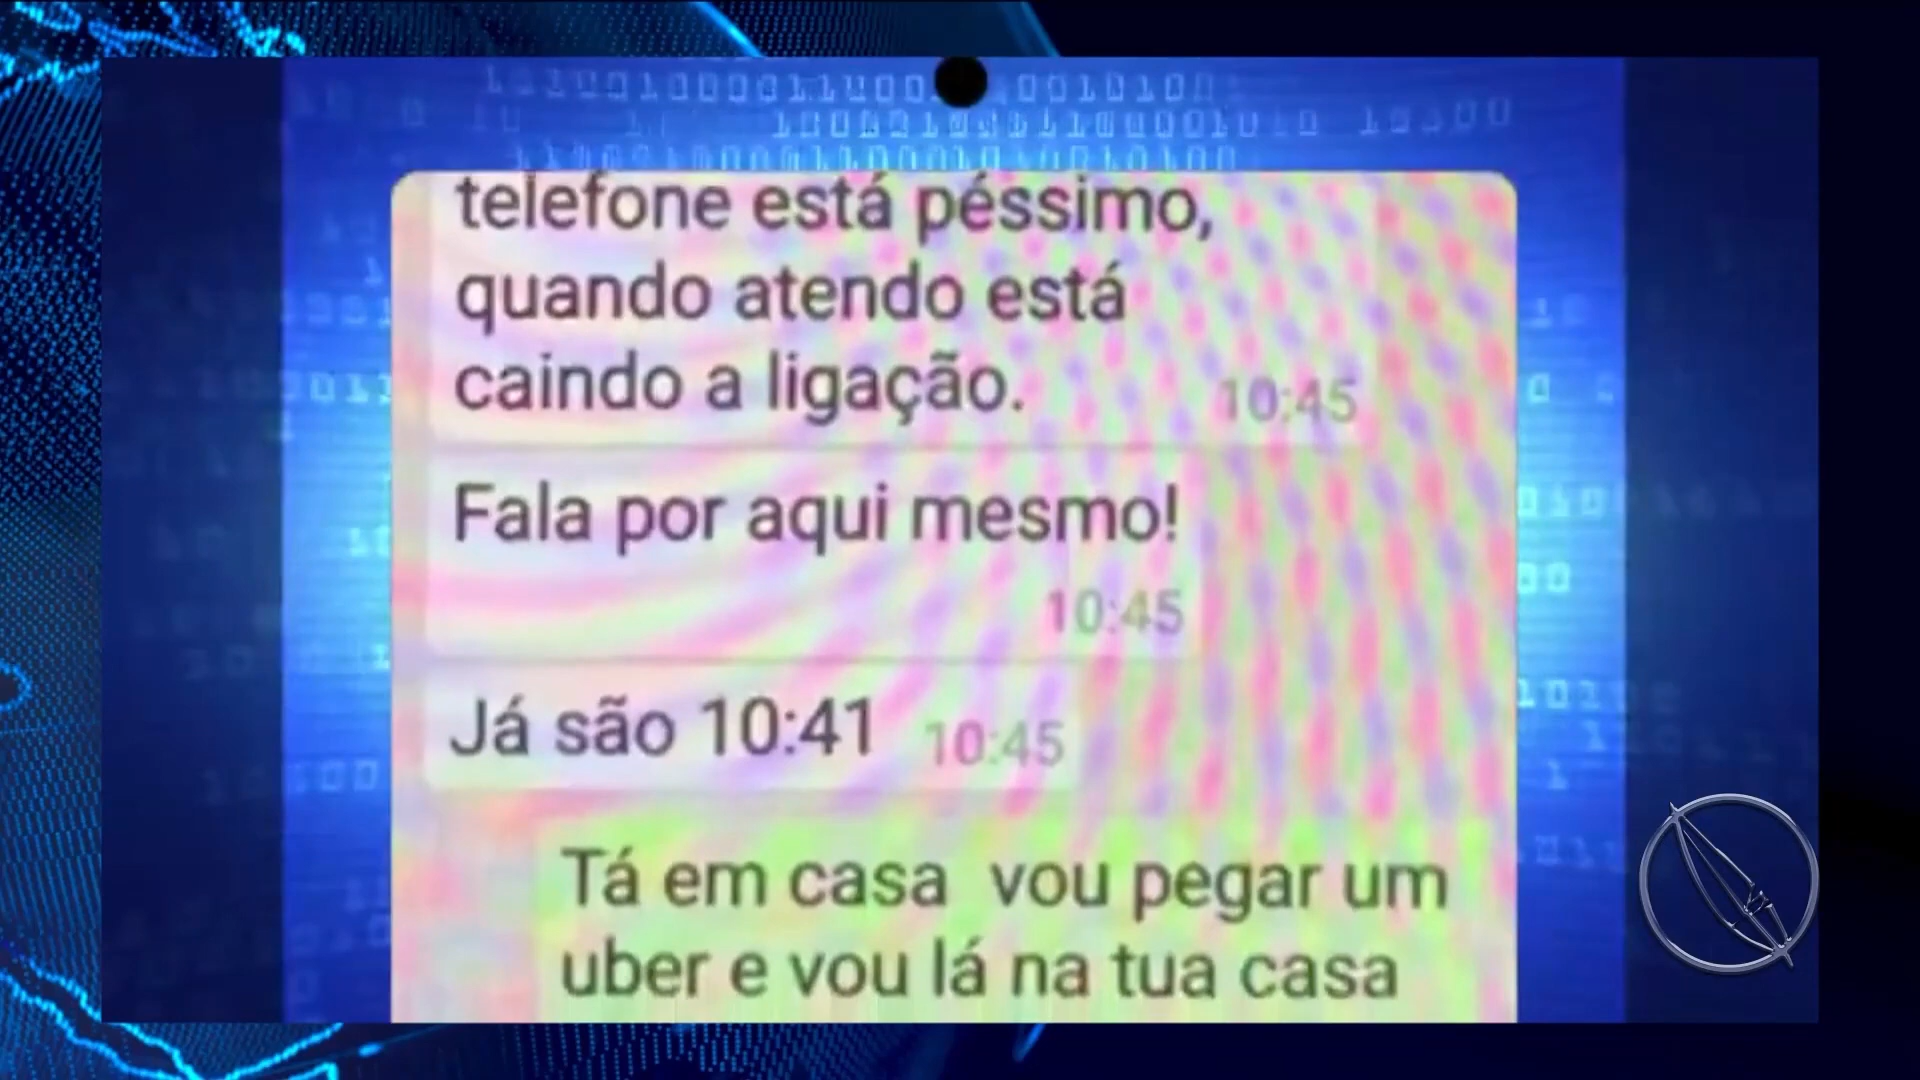 telefone está péssimo,
quando atendo está
caindo a ligação. 10:45
Fala por aqui mesmo!
10:45
Já são 10:41 10:45
Tá em casa vou pegar um
uber e vou lá na tua casa